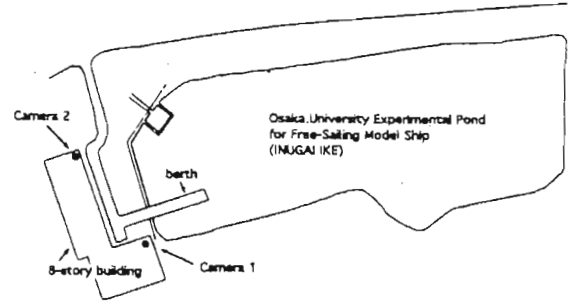 Camera 2
Osaka.University Experimental Pond
for Free-Sailing Model Ship
(INUGAI IKE)
berth
8-story building
Camera 1